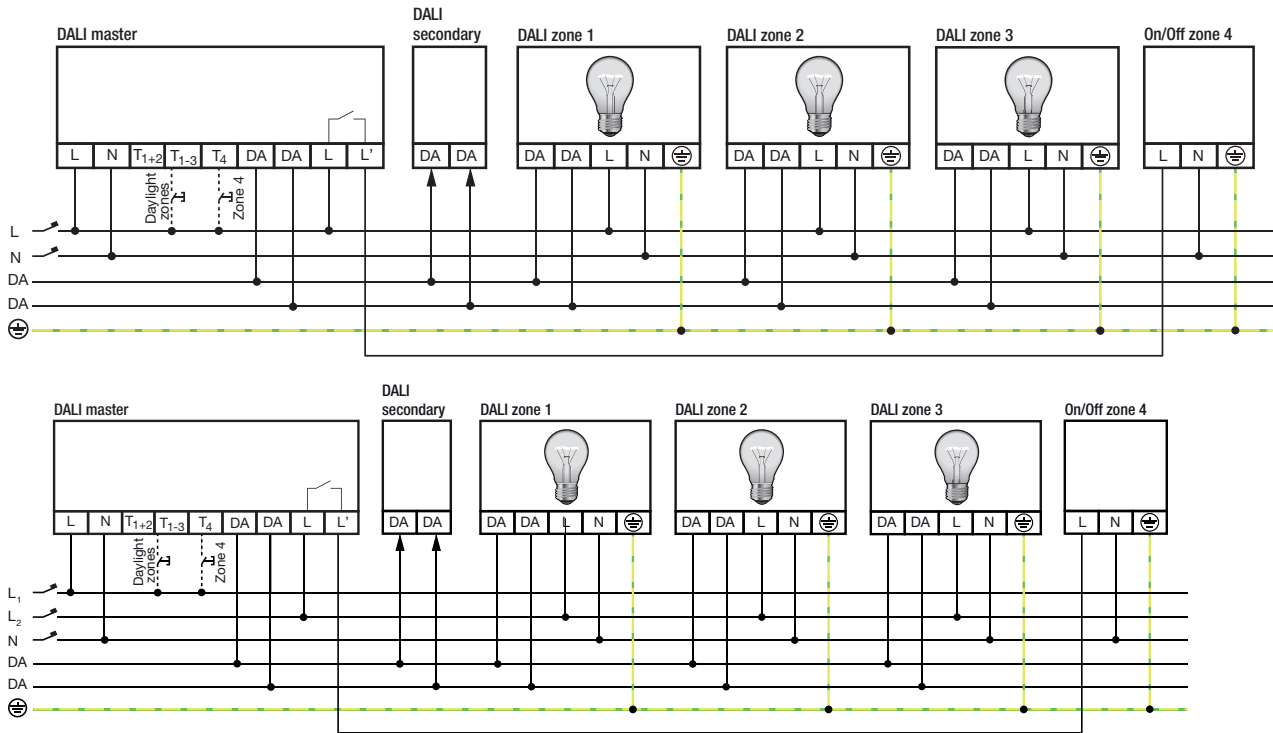 DALI master
DALI
secondary
DALI zone 1
DALI zone 2
DALI zone 3
On/Off zone 4
L N T1+2 T1-3 T4 DA DA L L'
DA DA
DA DA L N
DA DA L N
DA DA L N
L N
Daylight
zones
Zone 4
L
N
DA
DA
DALI master
DALI
secondary
DALI zone 1
DALI zone 2
DALI zone 3
On/Off zone 4
L N T1+2 T1-3 T4 DA DA L L'
DA DA
DA DA L N
DA DA L N
DA DA L N
L N
Daylight
zones
Zone 4
L1
L2
N
DA
DA